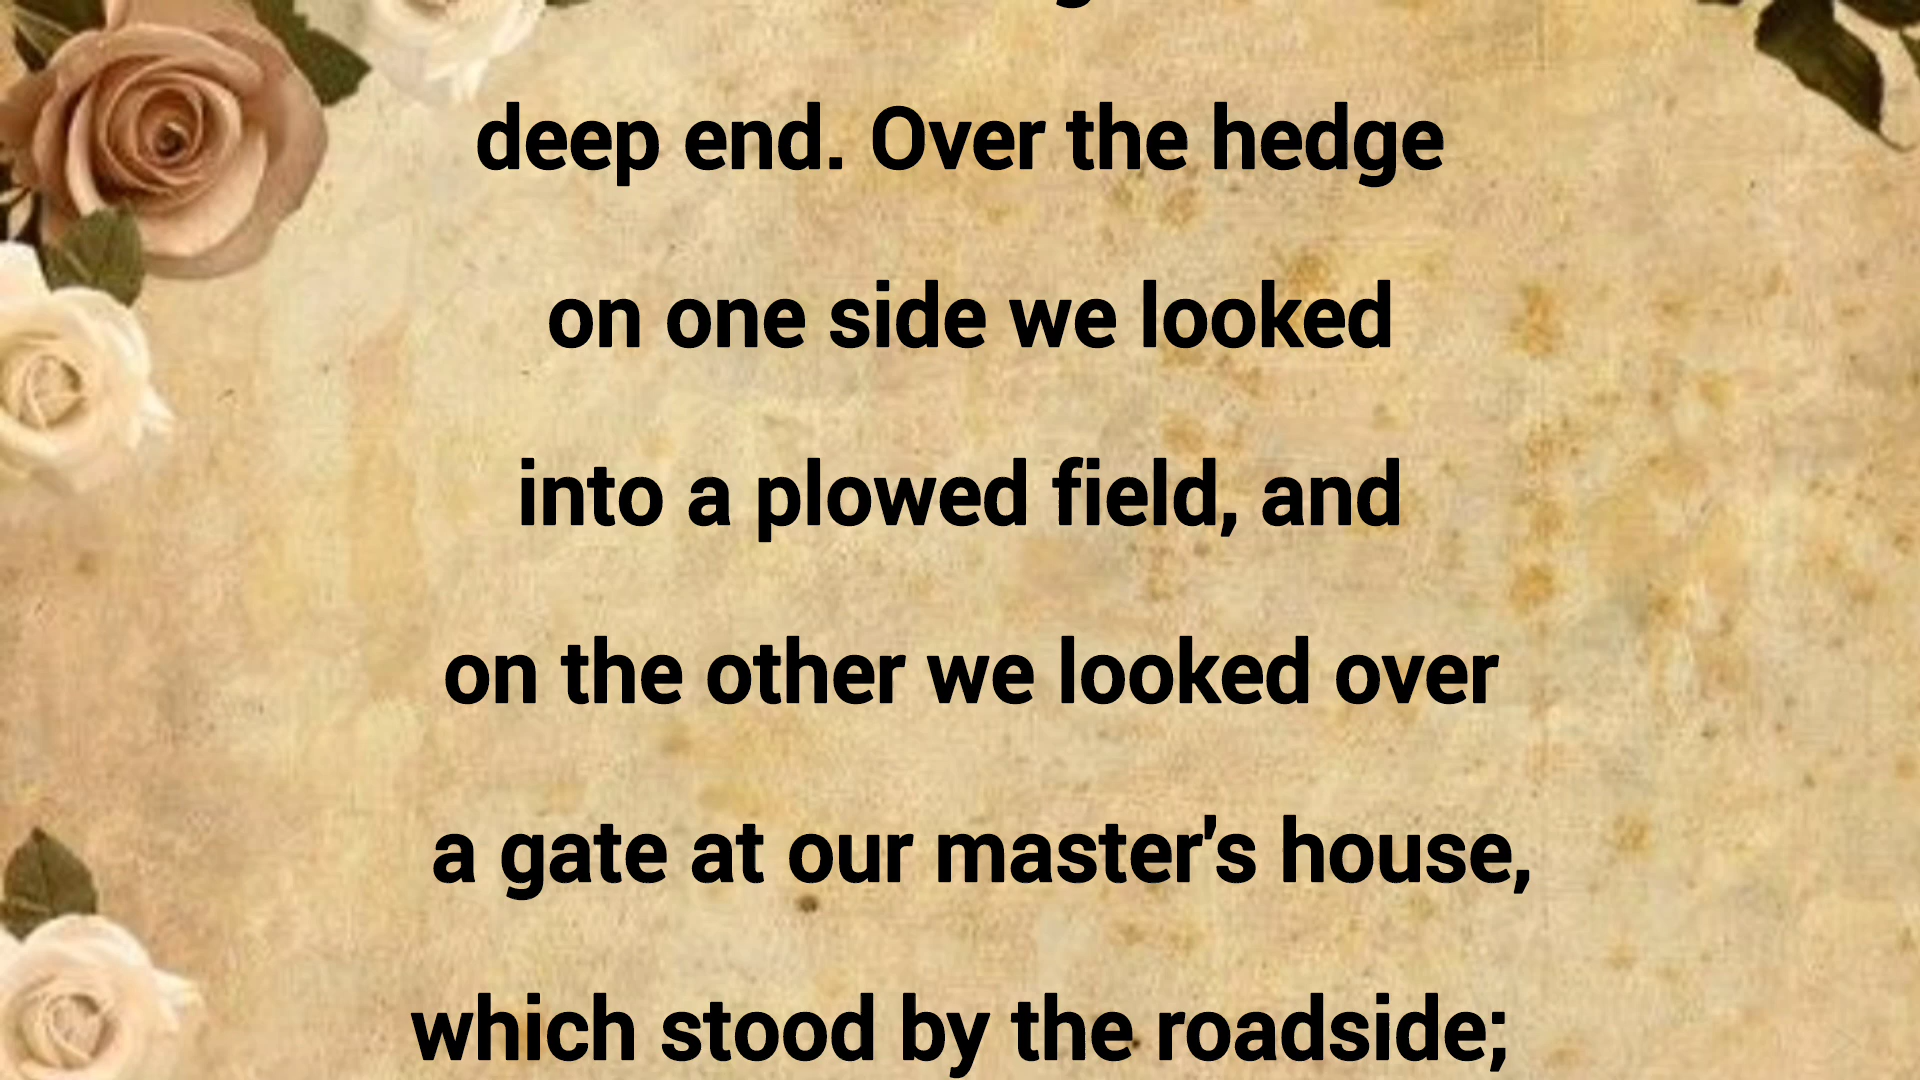 deep end. Over the hedge
on one side we looked
into a plowed field, and
on the other we looked over
a gate at our master's house,
which stood by the roadside;